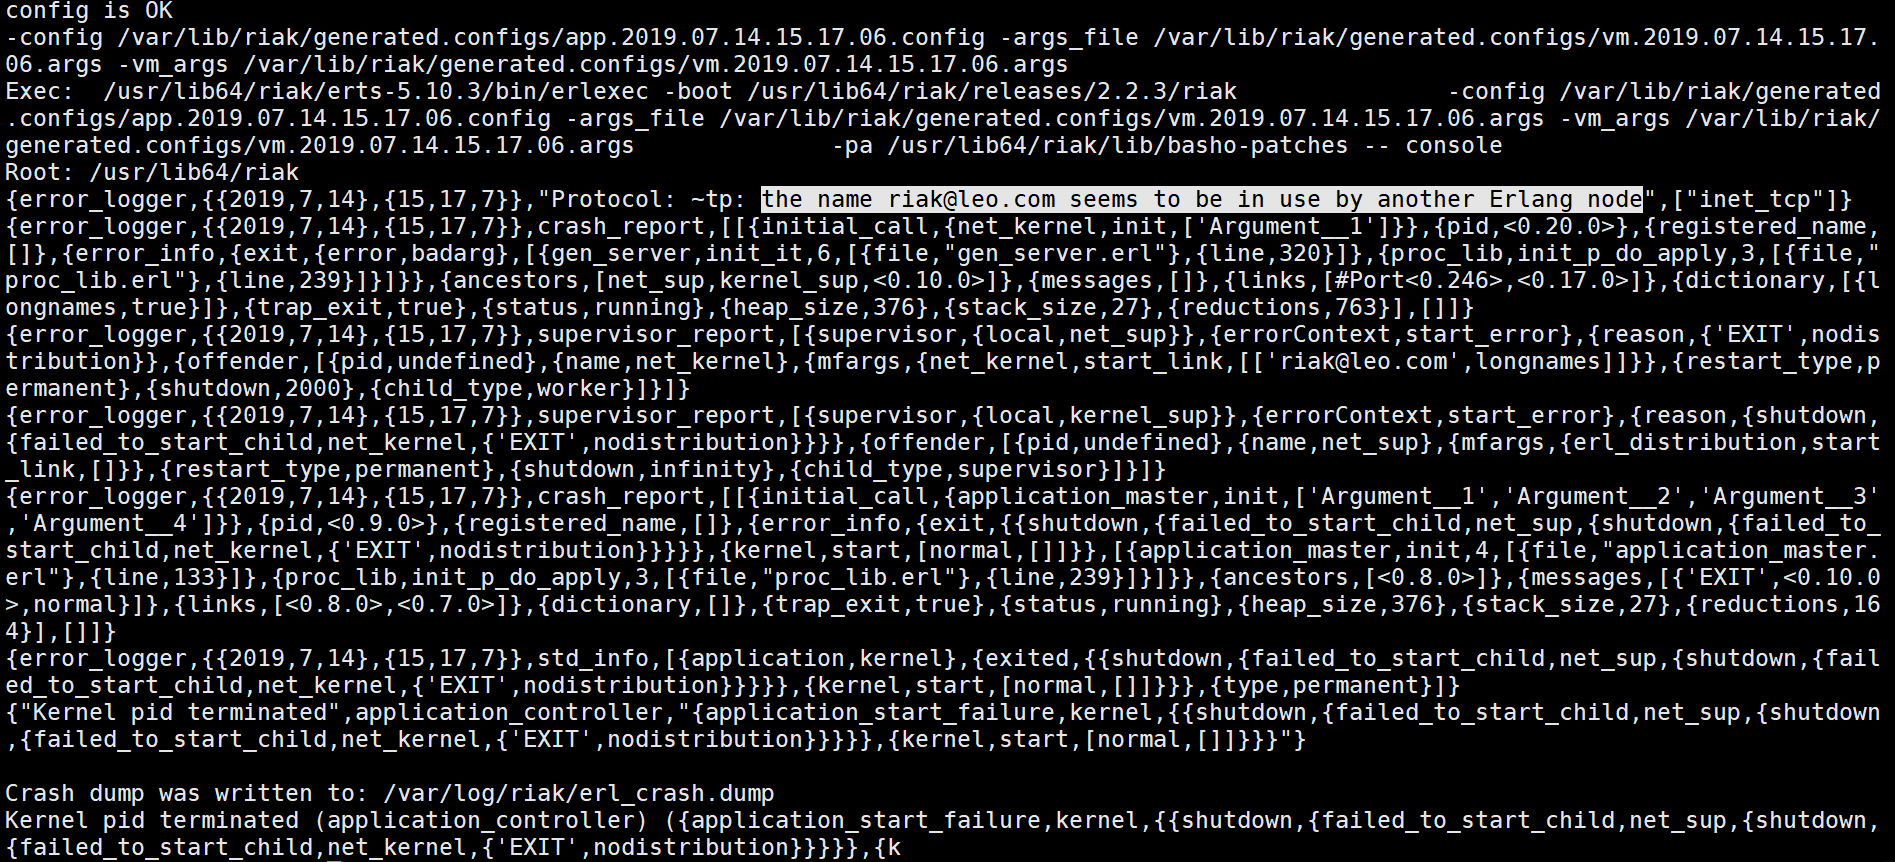 config is OK
-config /var/lib/riak/generated.configs/app.2019.07.14.15.17.06.config -args_file /var/lib/riak/generated.configs/vm.2019.07.14.15.17.
06.args -vm_args /var/lib/riak/generated.configs/vm.2019.07.14.15.17.06.args
Exec:  /usr/lib64/riak/erts-5.10.3/bin/erlexec -boot /usr/lib64/riak/releases/2.2.3/riak               -config /var/lib/riak/generated
.configs/app.2019.07.14.15.17.06.config -args_file /var/lib/riak/generated.configs/vm.2019.07.14.15.17.06.args -vm_args /var/lib/riak/
generated.configs/vm.2019.07.14.15.17.06.args              -pa /usr/lib64/riak/lib/basho-patches -- console
Root: /usr/lib64/riak
{error_logger,{{2019,7,14},{15,17,7}},"Protocol: ~tp: the name riak@leo.com seems to be in use by another Erlang node",["inet_tcp"]}
{error_logger,{{2019,7,14},{15,17,7}},crash_report,[[{initial_call,{net_kernel,init,['Argument__1']}},{pid,<0.20.0>},{registered_name,
[]},{error_info,{exit,{error,badarg},[{gen_server,init_it,6,[{file,"gen_server.erl"},{line,320}]},{proc_lib,init_p_do_apply,3,[{file,"
proc_lib.erl"},{line,239}]}]}},{ancestors,[net_sup,kernel_sup,<0.10.0>]},{messages,[]},{links,[#Port<0.246>,<0.17.0>]},{dictionary,[{l
ongnames,true}]},{trap_exit,true},{status,running},{heap_size,376},{stack_size,27},{reductions,763}],[]]}
{error_logger,{{2019,7,14},{15,17,7}},supervisor_report,[{supervisor,{local,net_sup}},{errorContext,start_error},{reason,{'EXIT',nodis
tribution}},{offender,[{pid,undefined},{name,net_kernel},{mfargs,{net_kernel,start_link,[['riak@leo.com',longnames]]}},{restart_type,p
ermanent},{shutdown,2000},{child_type,worker}]}]}
{error_logger,{{2019,7,14},{15,17,7}},supervisor_report,[{supervisor,{local,kernel_sup}},{errorContext,start_error},{reason,{shutdown,
{failed_to_start_child,net_kernel,{'EXIT',nodistribution}}}},{offender,[{pid,undefined},{name,net_sup},{mfargs,{erl_distribution,start
_link,[]}},{restart_type,permanent},{shutdown,infinity},{child_type,supervisor}]}]}
{error_logger,{{2019,7,14},{15,17,7}},crash_report,[[{initial_call,{application_master,init,['Argument__1','Argument__2','Argument__3'
,'Argument__4']}},{pid,<0.9.0>},{registered_name,[]},{error_info,{exit,{{shutdown,{failed_to_start_child,net_sup,{shutdown,{failed_to_
start_child,net_kernel,{'EXIT',nodistribution}}}}},{kernel,start,[normal,[]]}},[{application_master,init,4,[{file,"application_master.
erl"},{line,133}]},{proc_lib,init_p_do_apply,3,[{file,"proc_lib.erl"},{line,239}]}]}},{ancestors,[<0.8.0>]},{messages,[{'EXIT',<0.10.0
>,normal}]},{links,[<0.8.0>,<0.7.0>]},{dictionary,[]},{trap_exit,true},{status,running},{heap_size,376},{stack_size,27},{reductions,16
4}],[]]}
{error_logger,{{2019,7,14},{15,17,7}},std_info,[{application,kernel},{exited,{{shutdown,{failed_to_start_child,net_sup,{shutdown,{fail
ed_to_start_child,net_kernel,{'EXIT',nodistribution}}}}},{kernel,start,[normal,[]]}}},{type,permanent}]}
{"Kernel pid terminated",application_controller,"{application_start_failure,kernel,{{shutdown,{failed_to_start_child,net_sup,{shutdown
,{failed_to_start_child,net_kernel,{'EXIT',nodistribution}}}}},{kernel,start,[normal,[]]}}}"}
Crash dump was written to: /var/log/riak/erl_crash.dump
Kernel pid terminated (application_controller) ({application_start_failure,kernel,{{shutdown,{failed_to_start_child,net_sup,{shutdown,
{failed_to_start_child,net_kernel,{'EXIT',nodistribution}}}}},{k